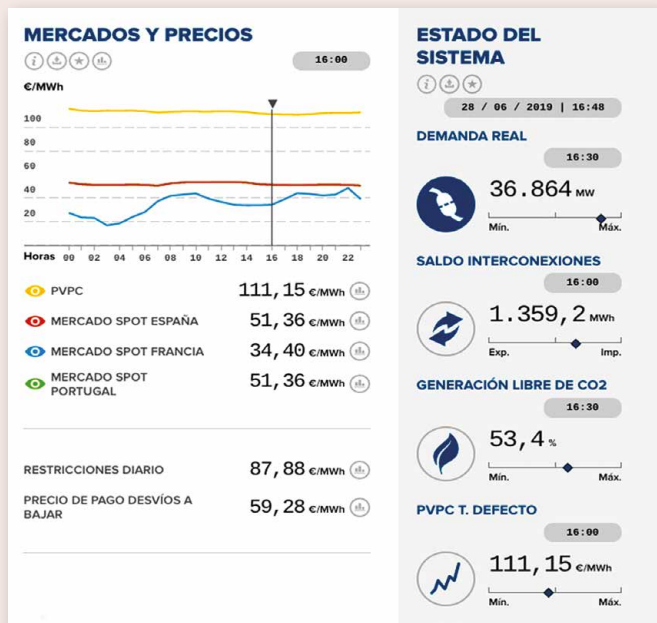 MERCADOS Y PRECIOS
16:00
€/MWh
100
80
60
40
20
Horas 00 02 04 06 08 10 12 14 16 18 20 22
PVPC 111,15 €/MWh
MERCADO SPOT ESPAÑA 51,36 €/MWh
MERCADO SPOT FRANCIA 34,40 €/MWh
MERCADO SPOT
PORTUGAL 51,36 €/MWh
RESTRICCIONES DIARIO 87,88 €/MWh
PRECIO DE PAGO DESVÍOS A
BAJAR 59,28 €/MWh
ESTADO DEL
SISTEMA
28 / 06 / 2019 | 16:48
DEMANDA REAL
16:30
36.864 MW
Mín. Máx.
SALDO INTERCONEXIONES
16:00
1.359,2 MWh
Exp. Imp.
GENERACIÓN LIBRE DE CO2
16:30
53,4 %
Mín. Máx.
PVPC T. DEFECTO
16:00
111,15 €/MWh
Mín. Máx.